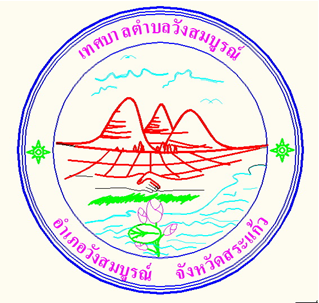 เทศบาลตำบลวังสมบูรณ์
อำเภอวังสมบูรณ์ จังหวัดสระแก้ว